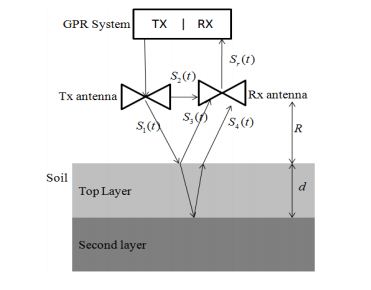 GPR System
TX | RX
S_r(t)
S_2(t)
Tx antenna
Rx antenna
S_1(t)
S_3(t)
S_4(t)
R
Soil
Top Layer
d
Second layer